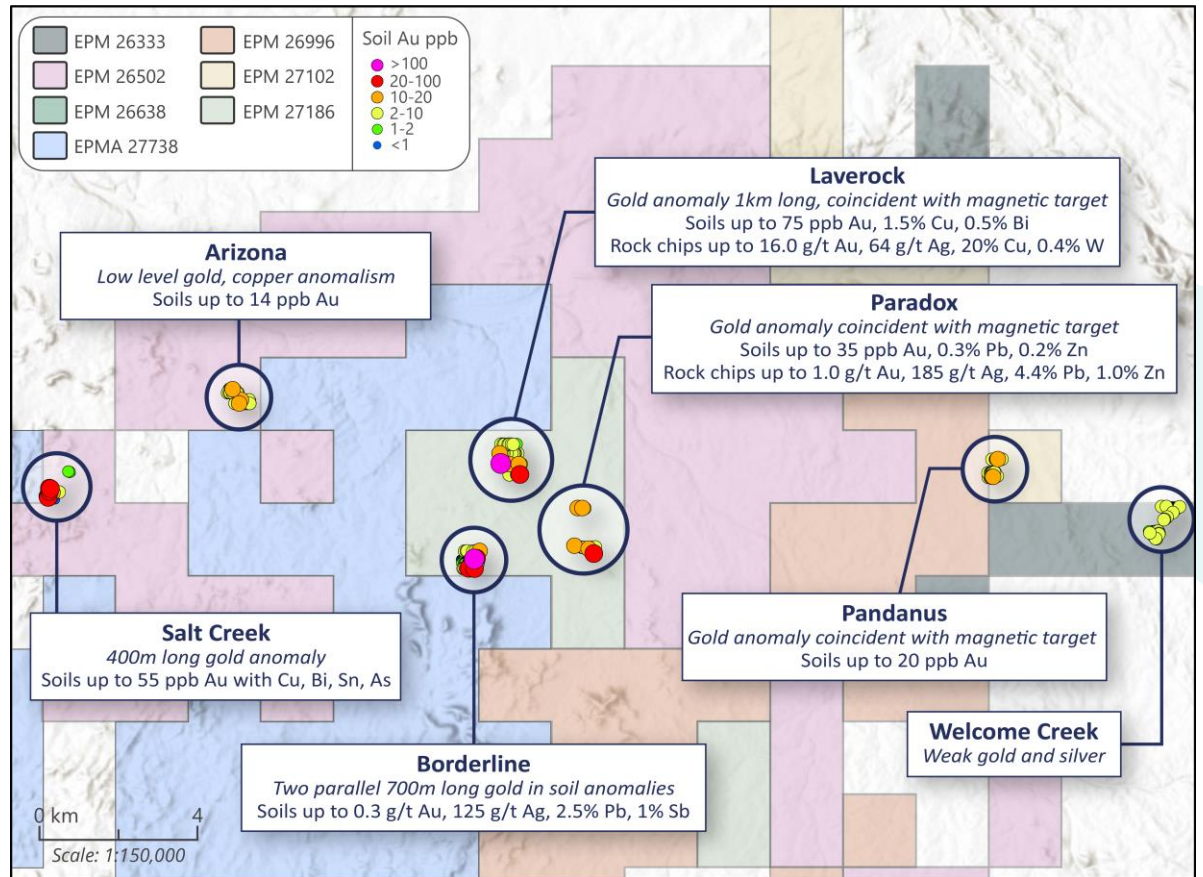 EPM 26333
EPM 26502
EPM 26638
EPMA 27738
EPM 26996
EPM 27102
EPM 27186
Soil Au ppb
>100
20-100
10-20
2-10
1-2
<1
Laverock
Gold anomaly 1km long, coincident with magnetic target
Soils up to 75 ppb Au, 1.5% Cu, 0.5% Bi
Rock chips up to 16.0 g/t Au, 64 g/t Ag, 20% Cu, 0.4% W
Arizona
Low level gold, copper anomalism
Soils up to 14 ppb Au
Paradox
Gold anomaly coincident with magnetic target
Soils up to 35 ppb Au, 0.3% Pb, 0.2% Zn
Rock chips up to 1.0 g/t Au, 185 g/t Ag, 4.4% Pb, 1.0% Zn
Salt Creek
400m long gold anomaly
Soils up to 55 ppb Au with Cu, Bi, Sn, As
Pandanus
Gold anomaly coincident with magnetic target
Soils up to 20 ppb Au
Welcome Creek
Weak gold and silver
Borderline
Two parallel 700m long gold in soil anomalies
Soils up to 0.3 g/t Au, 125 g/t Ag, 2.5% Pb, 1% Sb
0 km 4
Scale: 1:150,000